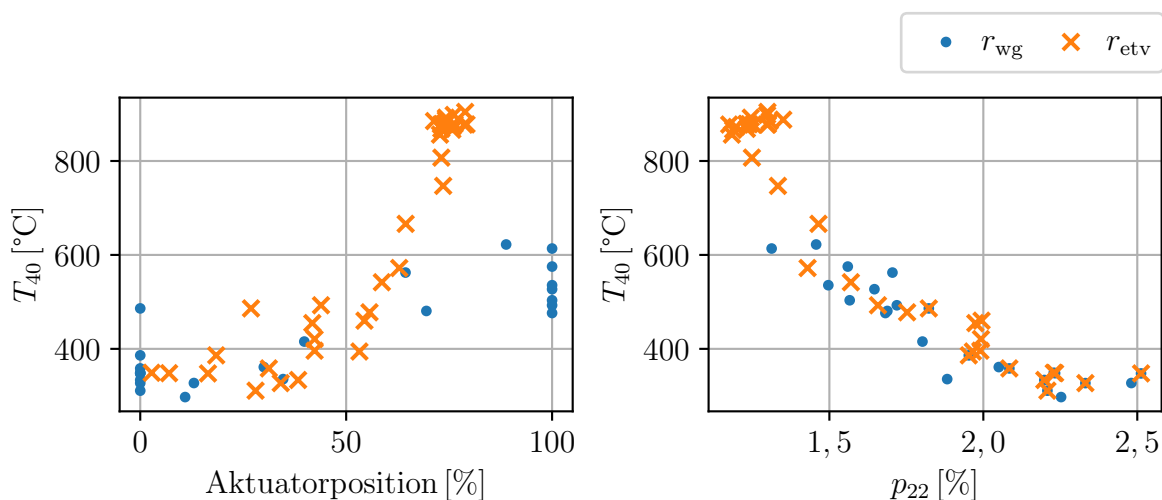 r_wg r_etv
800
600
400
T_40 [°C]
0 50 100
Aktuatorposition [%]
800
600
400
T_40 [°C]
1,5 2,0 2,5
p_22 [%]